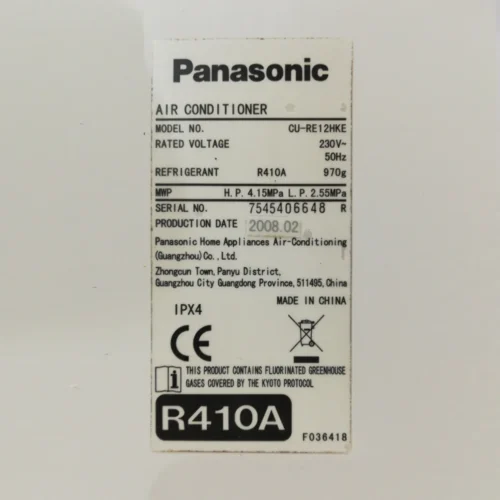 Panasonic
AIR CONDITIONER
MODEL NO. CU-RE12HKE
RATED VOLTAGE 230V~
50Hz
REFRIGERANT R410A 970g
MWP H.P. 4.15MPa L.P. 2.55MPa
SERIAL NO. 7545406648 R
PRODUCTION DATE 2008.02
Panasonic Home Appliances Air-Conditioning
(Guangzhou) Co., Ltd.
Zhongcun Town, Panyu District,
Guangzhou City Guangdong Province, 511495, China
MADE IN CHINA
IPX4
CE
THIS PRODUCT CONTAINS FLUORINATED GREENHOUSE
GASES COVERED BY THE KYOTO PROTOCOL
R410A
F036418